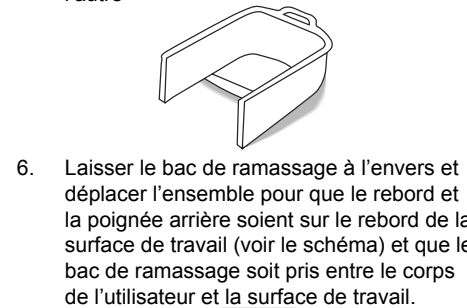 l'autre
6. Laisser le bac de ramassage à l'envers et
déplacer l'ensemble pour que le rebord et
la poignée arrière soient sur le rebord de la
surface de travail (voir le schéma) et que le
bac de ramassage soit pris entre le corps
de l'utilisateur et la surface de travail.